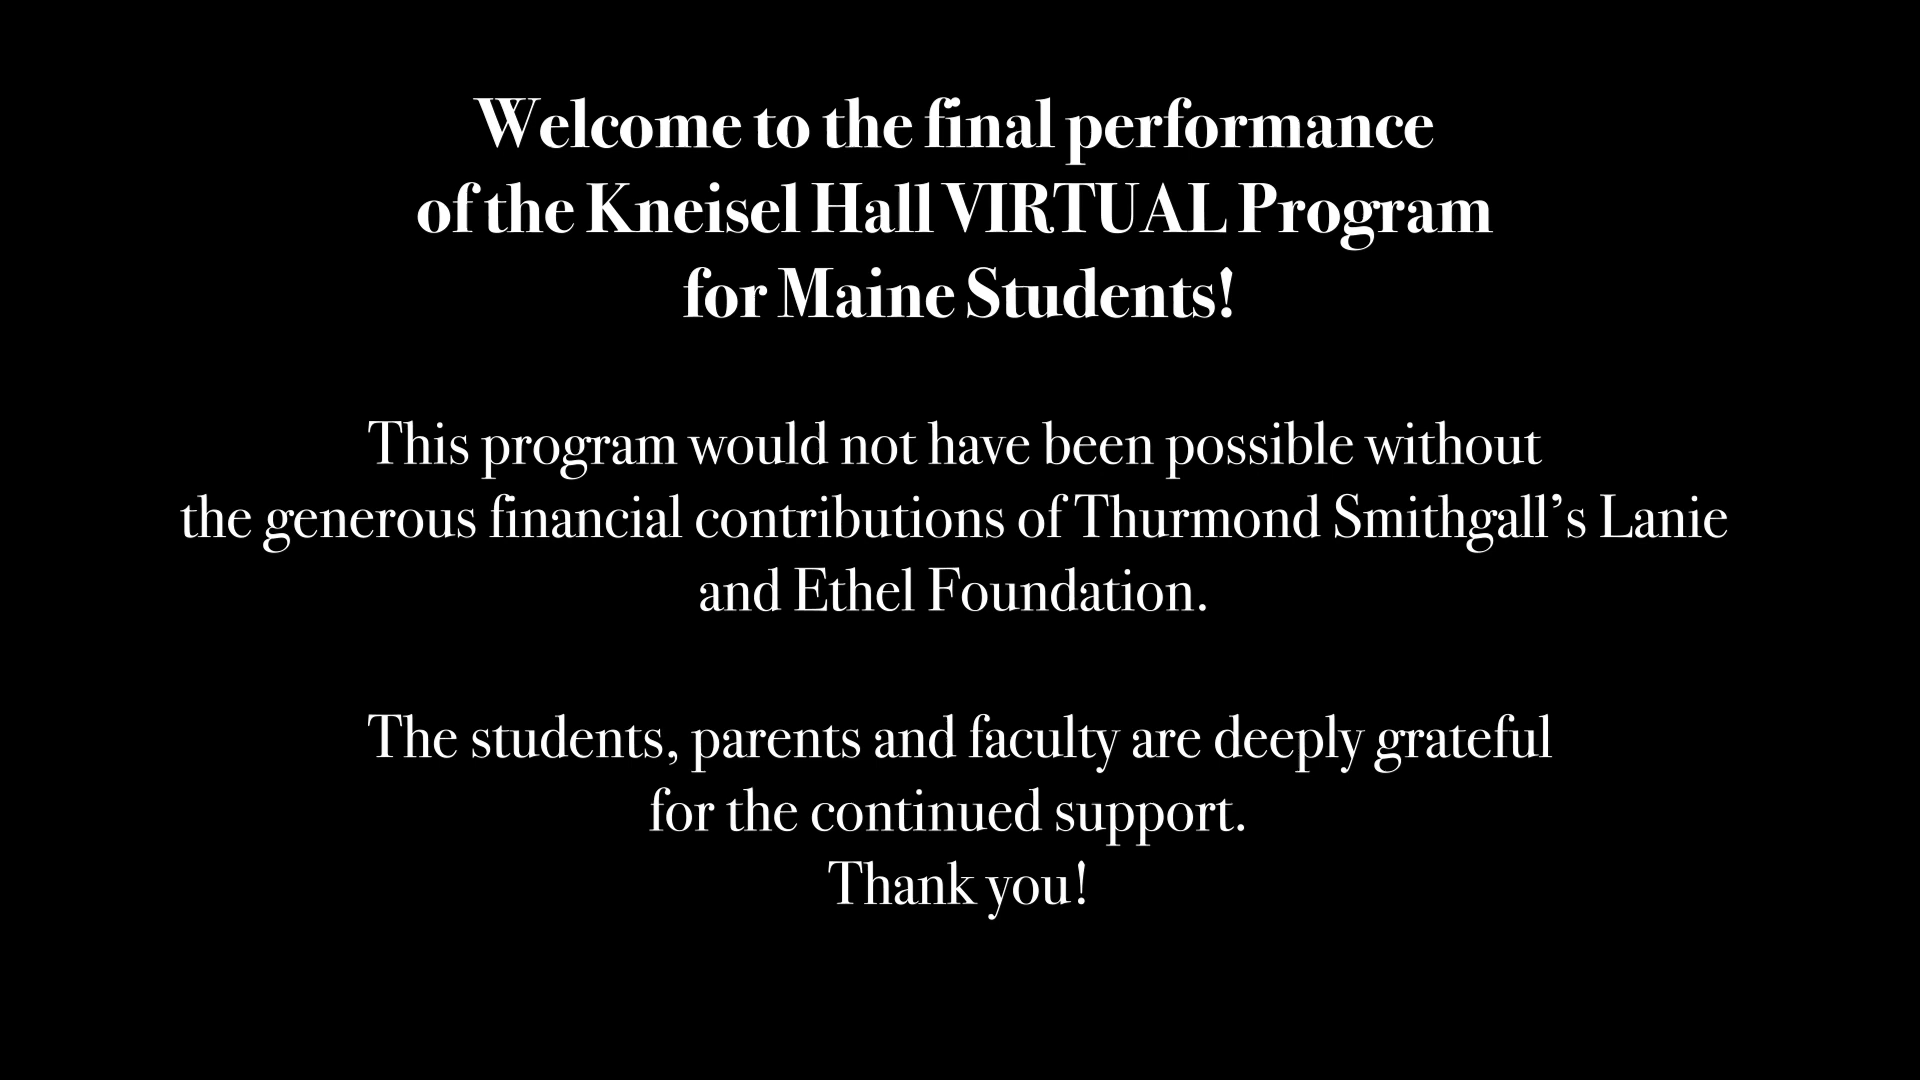 Welcome to the final performance
of the Kneisel Hall VIRTUAL Program
for Maine Students!
This program would not have been possible without
the generous financial contributions of Thurmond Smithgall’s Lanie
and Ethel Foundation.
The students, parents and faculty are deeply grateful
for the continued support.
Thank you!